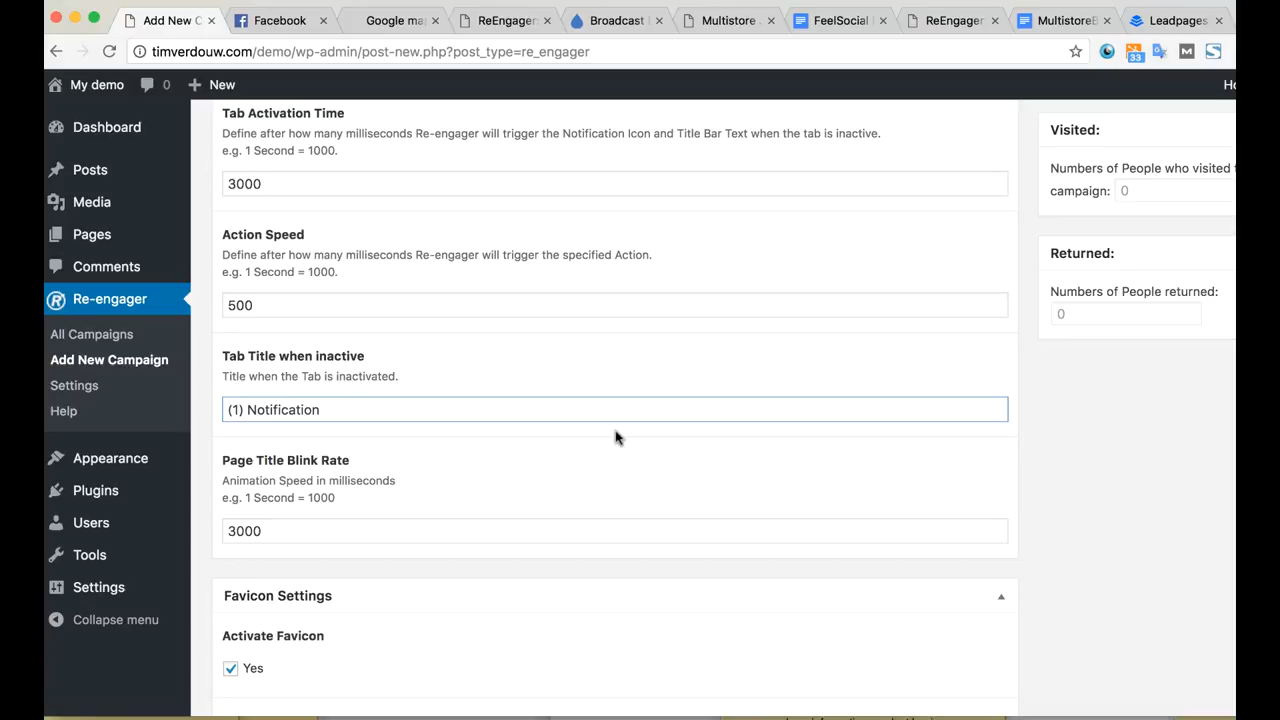 Add New C
Facebook
Google ma
ReEngager
Broadcast
Multistore
FeelSocial
ReEngager
MultistoreB
Leadpages
timverdouw.com/demo/wp-admin/post-new.php?post_type=re_engager
33
My demo
0
New
Dashboard
Posts
Media
Pages
Comments
Re-engager
All Campaigns
Add New Campaign
Settings
Help
Appearance
Plugins
Users
Tools
Settings
Collapse menu
Tab Activation Time
Define after how many milliseconds Re-engager will trigger the Notification Icon and Title Bar Text when the tab is inactive.
e.g. 1 Second = 1000.
3000
Action Speed
Define after how many milliseconds Re-engager will trigger the specified Action.
e.g. 1 Second = 1000.
500
Tab Title when inactive
Title when the Tab is inactivated.
(1) Notification
Page Title Blink Rate
Animation Speed in milliseconds
e.g. 1 Second = 1000
3000
Favicon Settings
Activate Favicon
Yes
Visited:
Numbers of People who visited
campaign: 0
Returned:
Numbers of People returned:
0